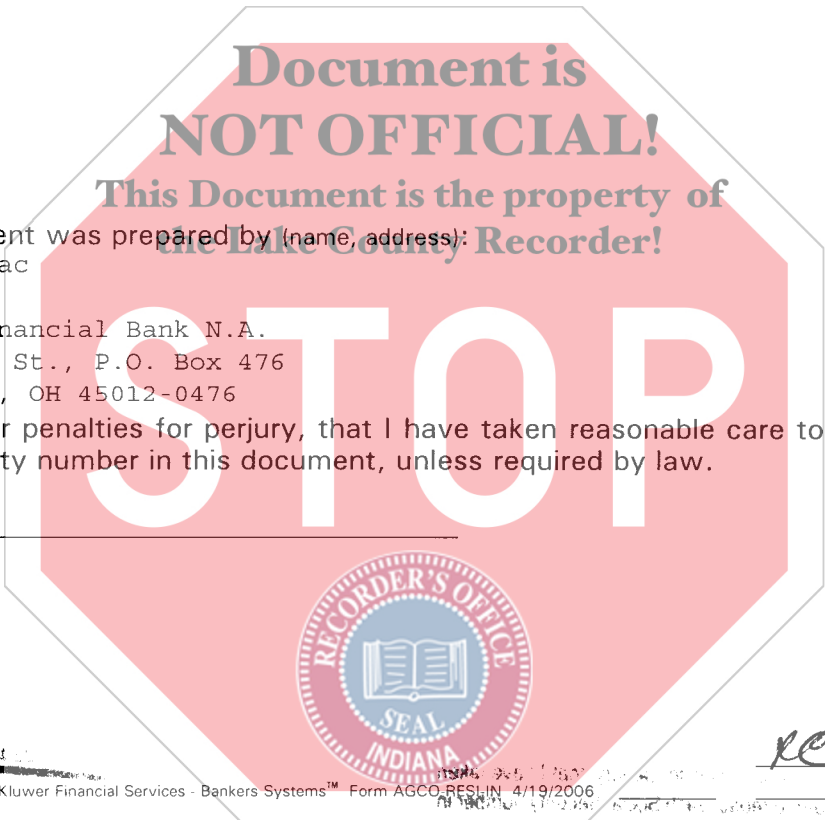 Document is
NOT OFFICIAL!
This Document is the property of
the Lake County Recorder!
ent was prepared by (name, address):
ac
nancial Bank N.A.
St., P.O. Box 476
, OH 45012-0476
r penalties for perjury, that I have taken reasonable care to
ty number in this document, unless required by law.
STOP
RECORDER'S OFFICE
SEAL
INDIANA
Kluwer Financial Services - Bankers Systems™ Form AGCO-RESI-IN 4/19/2006